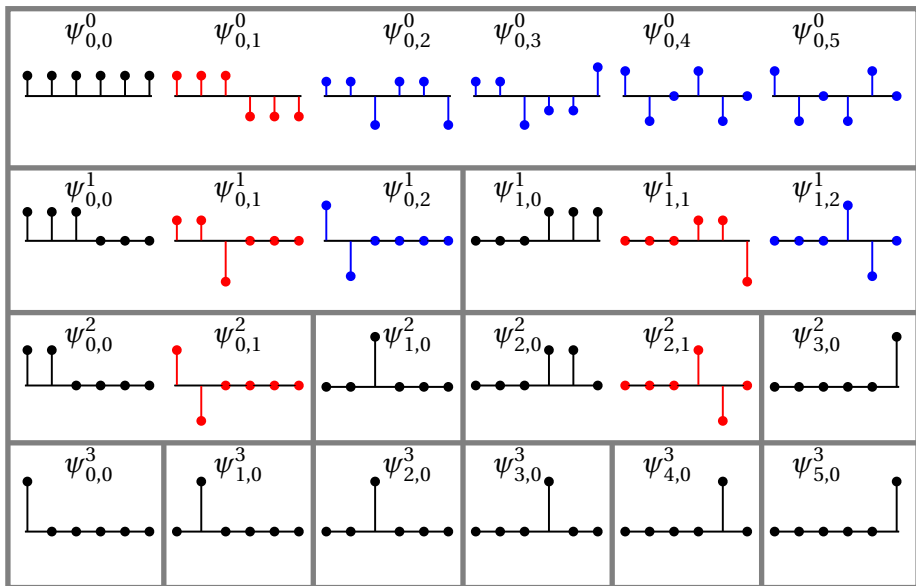 ψ^0_{0,0} ψ^0_{0,1} ψ^0_{0,2} ψ^0_{0,3} ψ^0_{0,4} ψ^0_{0,5}
ψ^1_{0,0} ψ^1_{0,1} ψ^1_{0,2} ψ^1_{1,0} ψ^1_{1,1} ψ^1_{1,2}
ψ^2_{0,0} ψ^2_{0,1} ψ^2_{1,0} ψ^2_{2,0} ψ^2_{2,1} ψ^2_{3,0}
ψ^3_{0,0} ψ^3_{1,0} ψ^3_{2,0} ψ^3_{3,0} ψ^3_{4,0} ψ^3_{5,0}